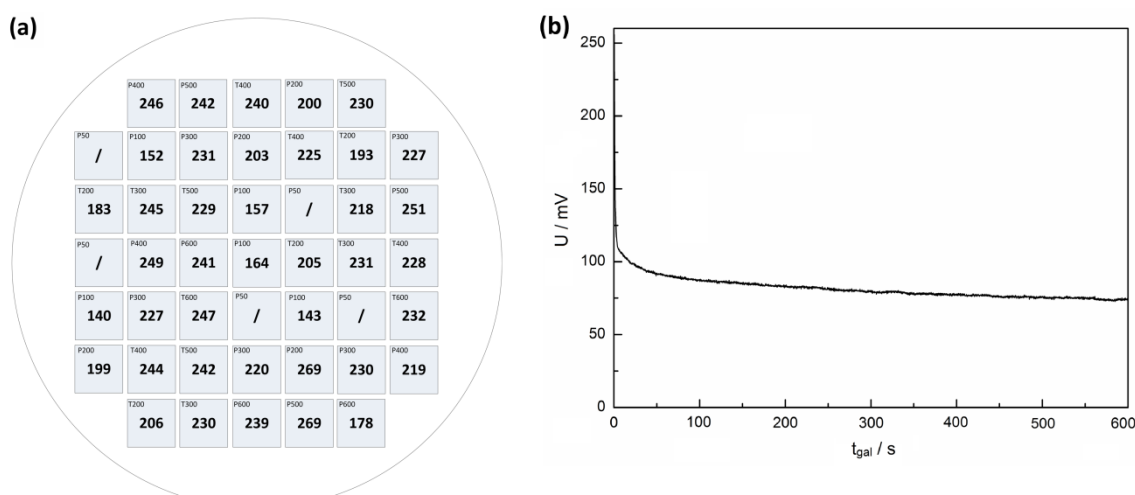 (a)
P400 P500 T400 P200 T500
246 242 240 200 230
P50 P100 P300 P200 T400 T200 P300
/ 152 231 203 225 193 227
T200 T300 T500 P100 P50 T300 P500
183 245 229 157 / 218 251
P50 P400 P600 P100 T200 T300 T400
/ 249 241 164 205 231 228
P100 P300 T600 P50 P100 P50 T600
140 227 247 / 143 / 232
P200 T400 T500 P300 P200 P300 P400
199 244 242 220 269 230 219
T200 T300 P600 P500 P600
206 230 239 269 178
(b)
250
200
150
100
50
0
U / mV
0 100 200 300 400 500 600
t_gal / s